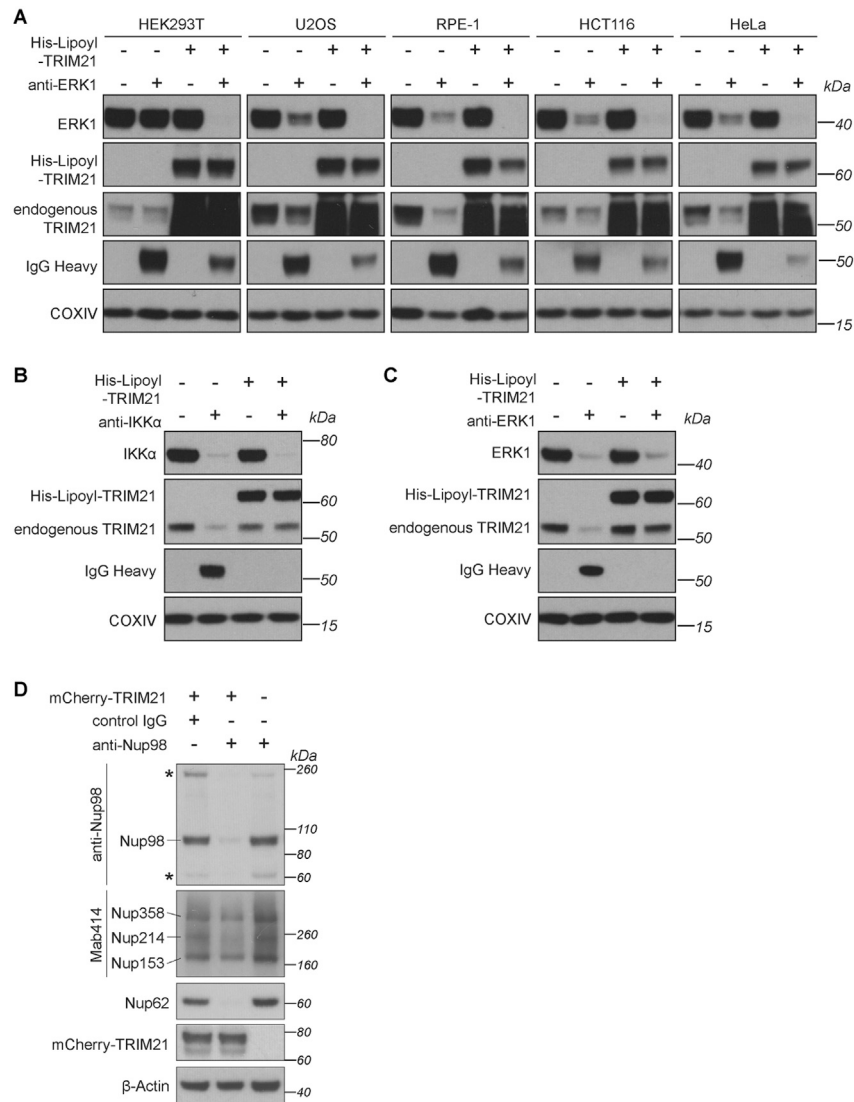 A
HEK293T U2OS RPE-1 HCT116 HeLa
His-Lipoyl - - + + - - + + - - + + - - + + - - + +
-TRIM21
anti-ERK1 - + - + - + - + - + - + - + - + - + - + kDa
ERK1 40
His-Lipoyl
-TRIM21 60
endogenous
TRIM21 50
IgG Heavy 50
COXIV 15
B
His-Lipoyl - - + +
-TRIM21
anti-IKKα - + - + kDa
80
IKKα
His-Lipoyl-TRIM21 60
endogenous TRIM21 50
IgG Heavy 50
COXIV 15
C
His-Lipoyl - - + +
-TRIM21
anti-ERK1 - + - + kDa
ERK1 40
His-Lipoyl-TRIM21 60
endogenous TRIM21 50
IgG Heavy 50
COXIV 15
D
mCherry-TRIM21 + + -
control IgG + - -
anti-Nup98 - + + kDa
anti-Nup98
* 260
110
Nup98
80
* 60
Mab414
Nup358
Nup214 260
Nup153 160
Nup62 60
80
mCherry-TRIM21
60
β-Actin 40